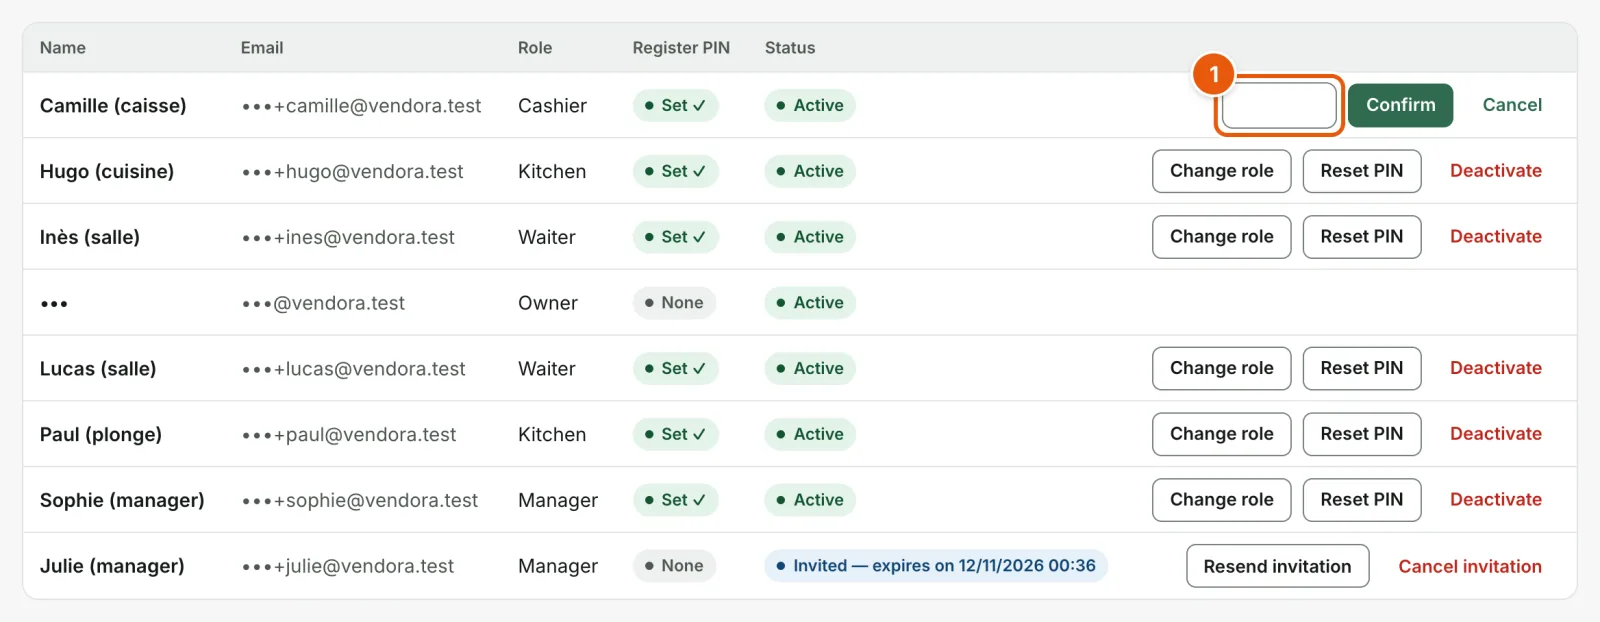 Name Email Role Register PIN Status
1
Camille (caisse) •••+camille@vendora.test Cashier Set ✓ Active Confirm Cancel
Hugo (cuisine) •••+hugo@vendora.test Kitchen Set ✓ Active Change role Reset PIN Deactivate
Inès (salle) •••+ines@vendora.test Waiter Set ✓ Active Change role Reset PIN Deactivate
••• •••@vendora.test Owner None Active
Lucas (salle) •••+lucas@vendora.test Waiter Set ✓ Active Change role Reset PIN Deactivate
Paul (plonge) •••+paul@vendora.test Kitchen Set ✓ Active Change role Reset PIN Deactivate
Sophie (manager) •••+sophie@vendora.test Manager Set ✓ Active Change role Reset PIN Deactivate
Julie (manager) •••+julie@vendora.test Manager None Invited — expires on 12/11/2026 00:36 Resend invitation Cancel invitation